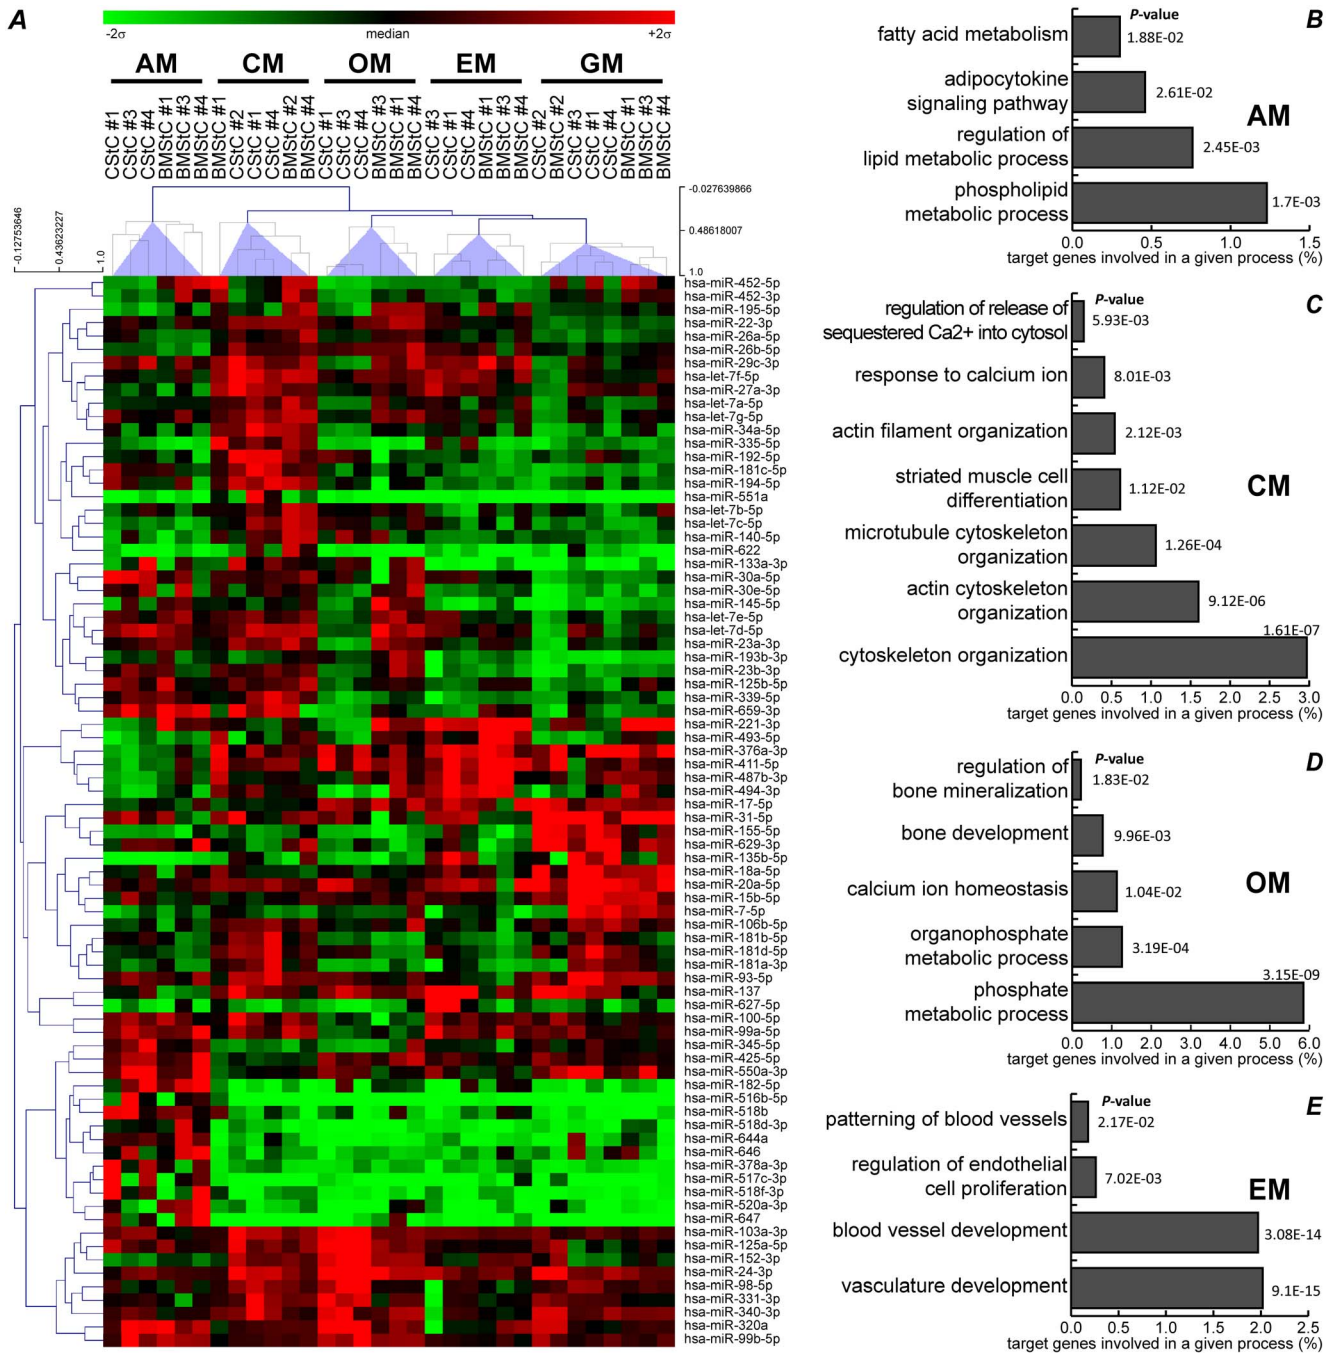 A
-2σ median +2σ
AM CM OM EM GM
CStC #1
CStC #3
CStC #4
BMStC #1
BMStC #3
BMStC #4
BMStC #1
CStC #2
CStC #1
CStC #4
BMStC #2
BMStC #4
CStC #1
CStC #3
CStC #4
BMStC #3
BMStC #1
BMStC #4
CStC #3
CStC #1
CStC #4
BMStC #1
BMStC #3
BMStC #4
CStC #2
BMStC #2
CStC #3
CStC #1
CStC #4
BMStC #1
BMStC #3
BMStC #4
-0.12753646
0.43623227
1.0
-0.027639866
0.48618007
1.0
hsa-miR-452-5p
hsa-miR-452-3p
hsa-miR-195-5p
hsa-miR-22-3p
hsa-miR-26a-5p
hsa-miR-26b-5p
hsa-miR-29c-3p
hsa-let-7f-5p
hsa-miR-27a-3p
hsa-let-7a-5p
hsa-let-7g-5p
hsa-miR-34a-5p
hsa-miR-335-5p
hsa-miR-192-5p
hsa-miR-181c-5p
hsa-miR-194-5p
hsa-miR-551a
hsa-let-7b-5p
hsa-let-7c-5p
hsa-miR-140-5p
hsa-miR-622
hsa-miR-133a-3p
hsa-miR-30a-5p
hsa-miR-30e-5p
hsa-miR-145-5p
hsa-let-7e-5p
hsa-let-7d-5p
hsa-miR-23a-3p
hsa-miR-193b-3p
hsa-miR-23b-3p
hsa-miR-125b-5p
hsa-miR-339-5p
hsa-miR-659-3p
hsa-miR-221-3p
hsa-miR-493-5p
hsa-miR-376a-3p
hsa-miR-411-5p
hsa-miR-487b-3p
hsa-miR-494-3p
hsa-miR-17-5p
hsa-miR-31-5p
hsa-miR-155-5p
hsa-miR-629-3p
hsa-miR-135b-5p
hsa-miR-18a-5p
hsa-miR-20a-5p
hsa-miR-15b-5p
hsa-miR-7-5p
hsa-miR-106b-5p
hsa-miR-181b-5p
hsa-miR-181d-5p
hsa-miR-181a-3p
hsa-miR-93-5p
hsa-miR-137
hsa-miR-627-5p
hsa-miR-100-5p
hsa-miR-99a-5p
hsa-miR-345-5p
hsa-miR-425-5p
hsa-miR-550a-3p
hsa-miR-182-5p
hsa-miR-516b-5p
hsa-miR-518b
hsa-miR-518d-3p
hsa-miR-644a
hsa-miR-646
hsa-miR-378a-3p
hsa-miR-517c-3p
hsa-miR-518f-3p
hsa-miR-520a-3p
hsa-miR-647
hsa-miR-103a-3p
hsa-miR-125a-5p
hsa-miR-152-3p
hsa-miR-24-3p
hsa-miR-98-5p
hsa-miR-331-3p
hsa-miR-340-3p
hsa-miR-320a
hsa-miR-99b-5p
B
P-value
fatty acid metabolism 1.88E-02
adipocytokine
signaling pathway 2.61E-02
AM
regulation of
lipid metabolic process 2.45E-03
phospholipid
metabolic process 1.7E-03
0.0 0.5 1.0 1.5
target genes involved in a given process (%)
C
P-value
regulation of release of
sequestered Ca2+ into cytosol 5.93E-03
response to calcium ion 8.01E-03
actin filament organization 2.12E-03
striated muscle cell
differentiation 1.12E-02
CM
microtubule cytoskeleton
organization 1.26E-04
actin cytoskeleton
organization 9.12E-06
1.61E-07
cytoskeleton organization
0.0 0.5 1.0 1.5 2.0 2.5 3.0
target genes involved in a given process (%)
D
P-value
regulation of
bone mineralization 1.83E-02
bone development 9.96E-03
calcium ion homeostasis 1.04E-02
OM
organophosphate
metabolic process 3.19E-04
3.15E-09
phosphate
metabolic process
0.0 1.0 2.0 3.0 4.0 5.0 6.0
target genes involved in a given process (%)
E
P-value
patterning of blood vessels 2.17E-02
regulation of endothelial
cell proliferation 7.02E-03
EM
blood vessel development 3.08E-14
vasculature development 9.1E-15
0.0 0.5 1.0 1.5 2.0 2.5
target genes involved in a given process (%)